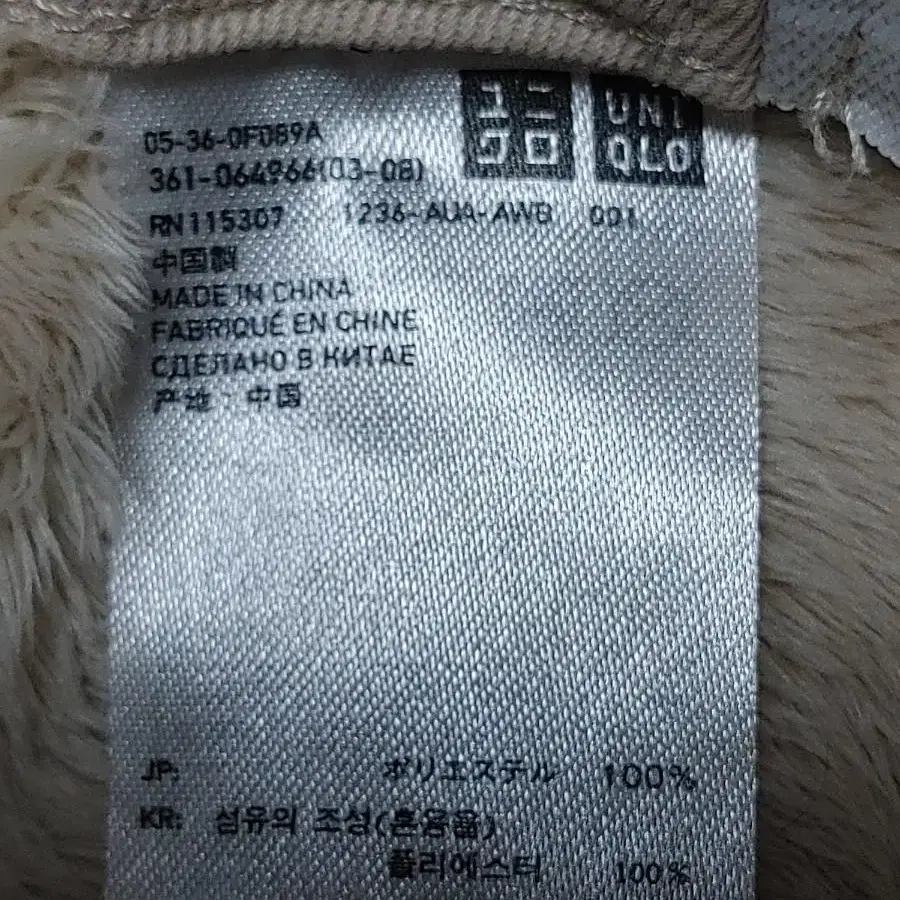 ユニクロ UNIQLO
05-36-0F089A
361-064966(03-08)
RN115307 1236-AUA-AWB 001
中国製
MADE IN CHINA
FABRIQUÉ EN CHINE
СДЕЛАНО В КИТАЕ
产地：中国
JP: ポリエステル 100%
KR: 섬유의 조성(혼용율)
폴리에스터 100%